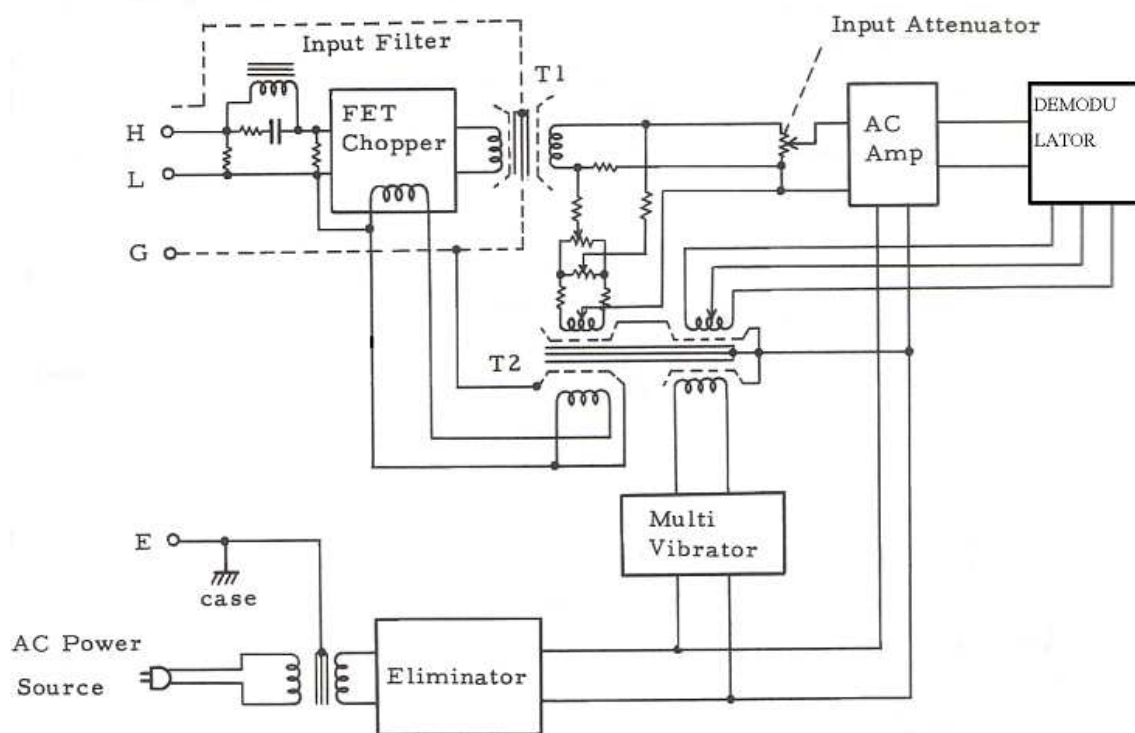 Input Filter
T1
Input Attenuator
H
FET
Chopper
AC
Amp
DEMODU
LATOR
L
G
T2
Multi
Vibrator
E
case
AC Power
Source
Eliminator